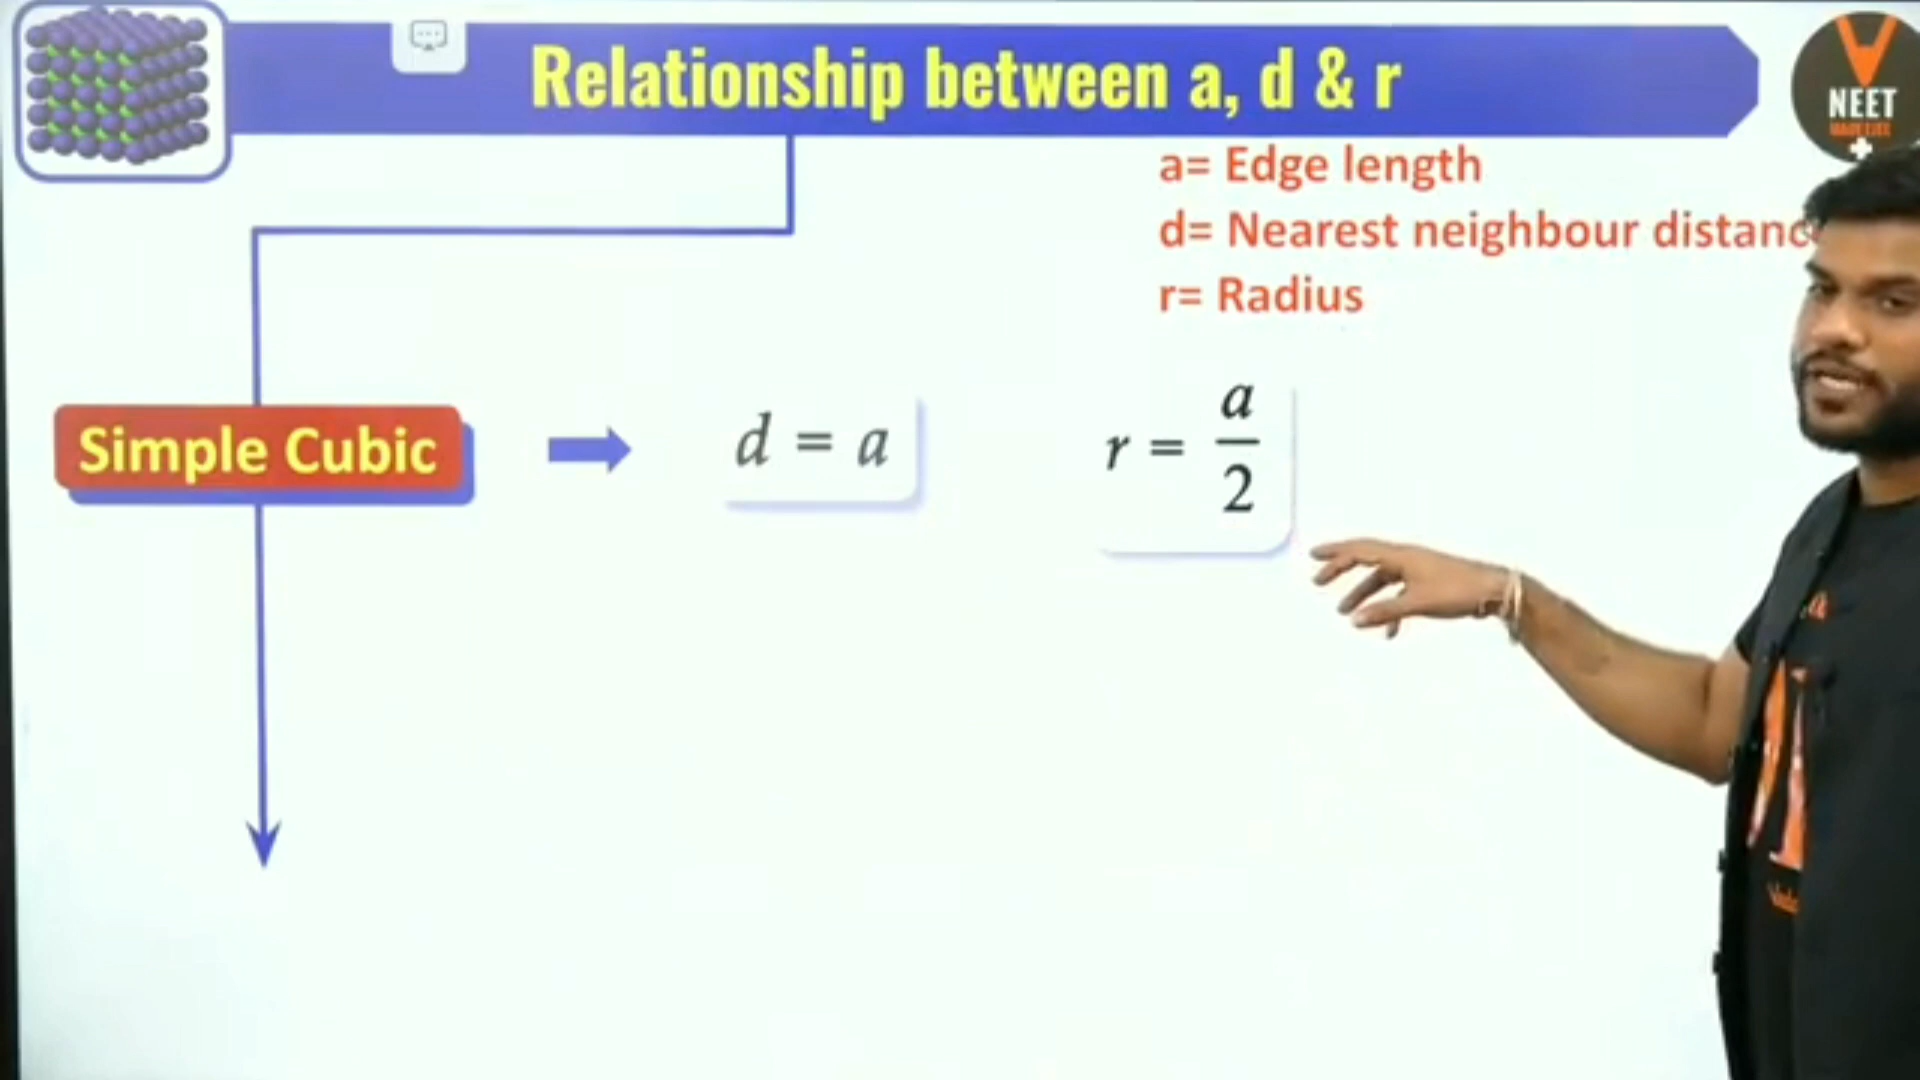 Relationship between a, d & r
NEET
a= Edge length
d= Nearest neighbour distanc
r= Radius
Simple Cubic
d = a
r = a/2